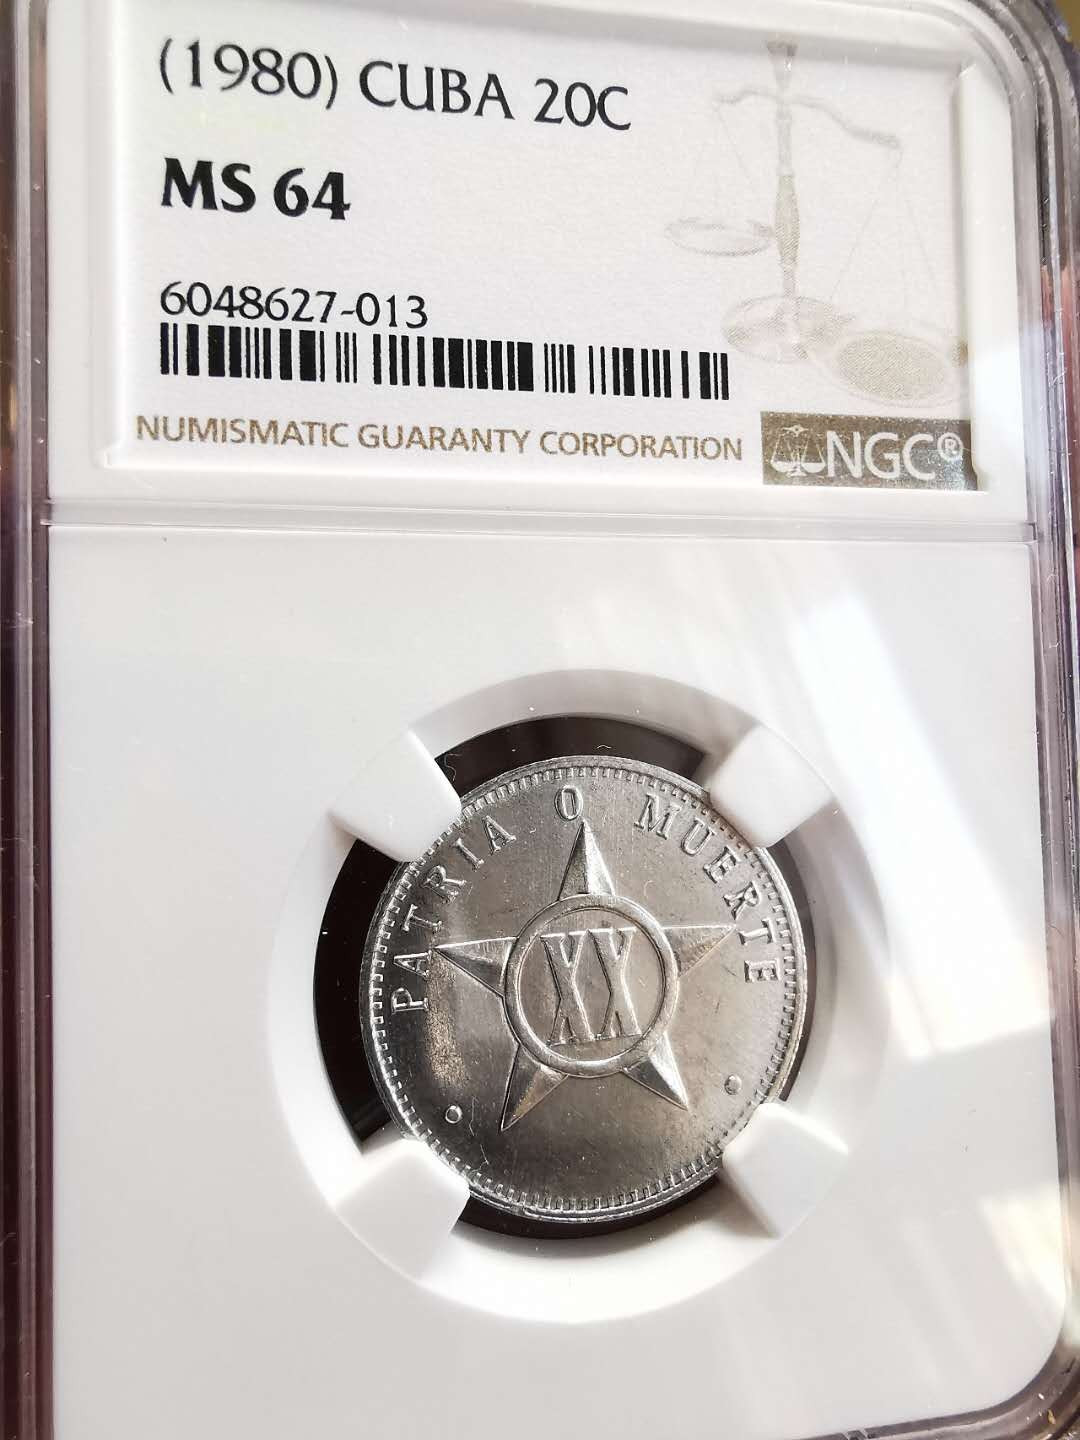 (1980) CUBA 20C
MS 64
6048627-013
NUMISMATIC GUARANTY CORPORATION
NGC®
PATRIA O MUERTE
XX